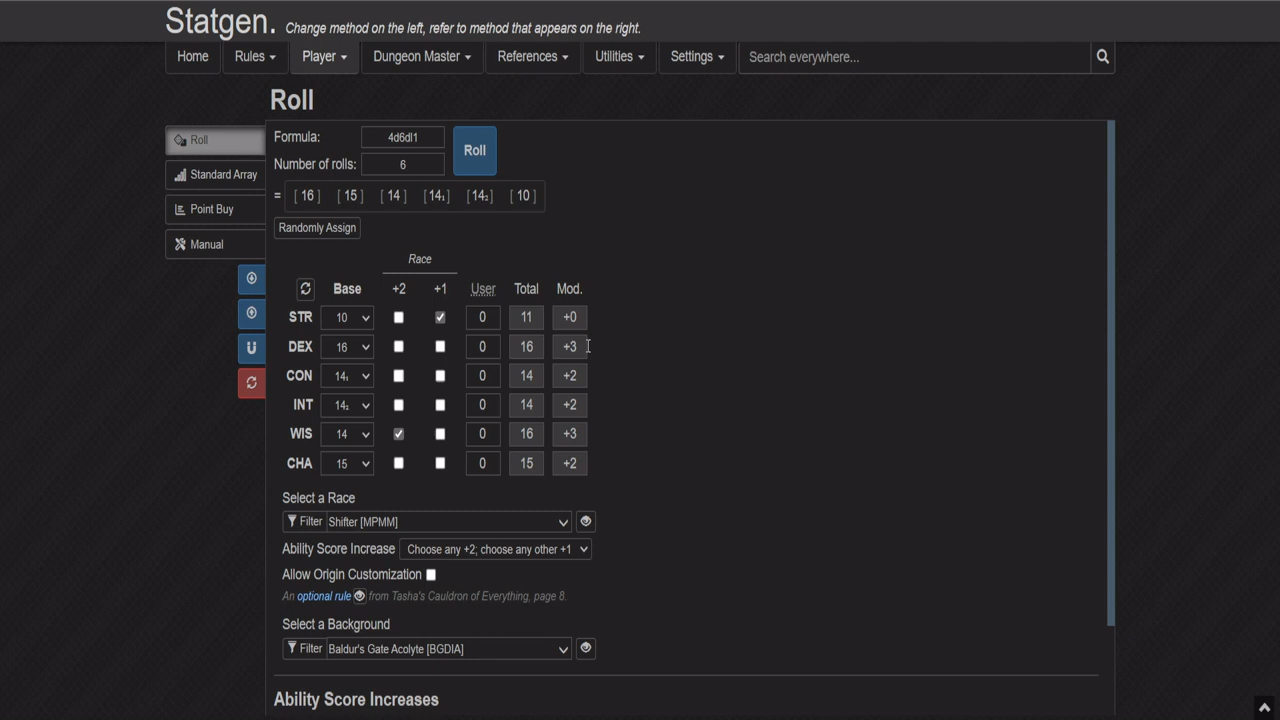 Statgen. Change method on the left, refer to method that appears on the right.
Home Rules Player Dungeon Master References Utilities Settings Search everywhere...
Roll
Roll
Standard Array
Point Buy
Manual
Formula: 4d6dl1
Number of rolls: 6
Roll
= [ 16 ] [ 15 ] [ 14 ] [ 14₁ ] [ 14₂ ] [ 10 ]
Randomly Assign
Race
Base +2 +1 User Total Mod.
STR 10 0 11 +0
DEX 16 0 16 +3
CON 14₁ 0 14 +2
INT 14₂ 0 14 +2
WIS 14 0 16 +3
CHA 15 0 15 +2
Select a Race
Filter Shifter [MPMM]
Ability Score Increase Choose any +2; choose any other +1
Allow Origin Customization
An optional rule from Tasha's Cauldron of Everything, page 8.
Select a Background
Filter Baldur's Gate Acolyte [BGDIA]
Ability Score Increases